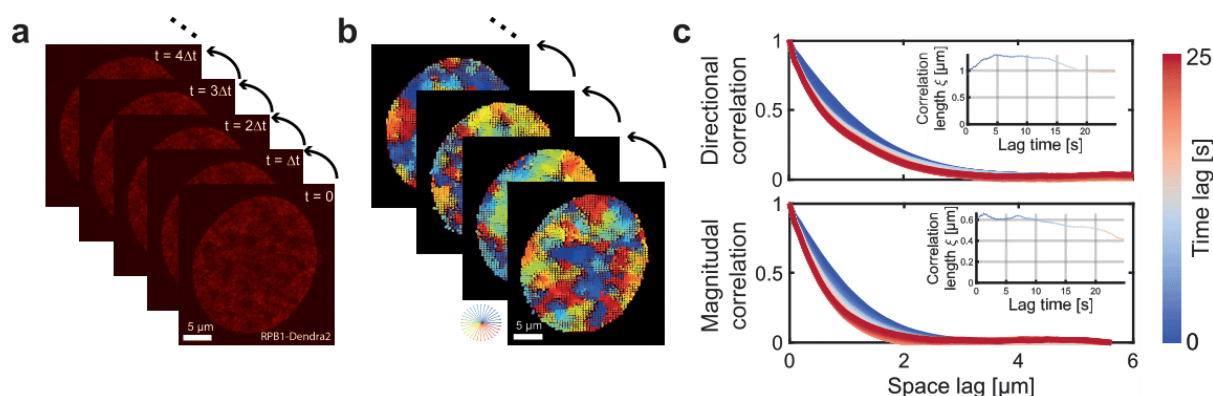 a
t = 4Δt
t = 3Δt
t = 2Δt
t = Δt
t = 0
5 µm
RPB1-Dendra2
b
5 µm
c
Directional
correlation
1
0.5
0
Correlation
length ξ [µm]
1
0.5
0
0
5
10
15
20
Lag time [s]
Magnitudal
correlation
1
0.5
0
Correlation
length ξ [µm]
0.6
0.4
0.2
0
0
5
10
15
20
Lag time [s]
0
2
4
6
Space lag [µm]
25
Time lag [s]
0